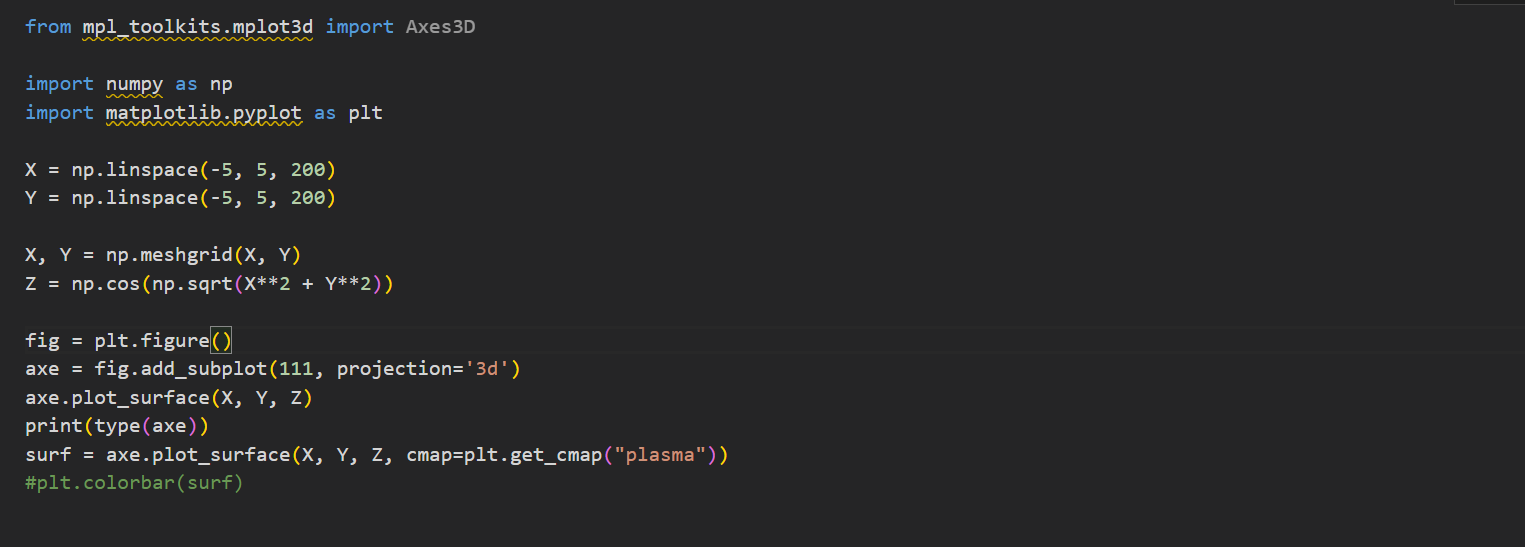 from mpl_toolkits.mplot3d import Axes3D
import numpy as np
import matplotlib.pyplot as plt
X = np.linspace(-5, 5, 200)
Y = np.linspace(-5, 5, 200)
X, Y = np.meshgrid(X, Y)
Z = np.cos(np.sqrt(X**2 + Y**2))
fig = plt.figure()
axe = fig.add_subplot(111, projection='3d')
axe.plot_surface(X, Y, Z)
print(type(axe))
surf = axe.plot_surface(X, Y, Z, cmap=plt.get_cmap("plasma"))
#plt.colorbar(surf)